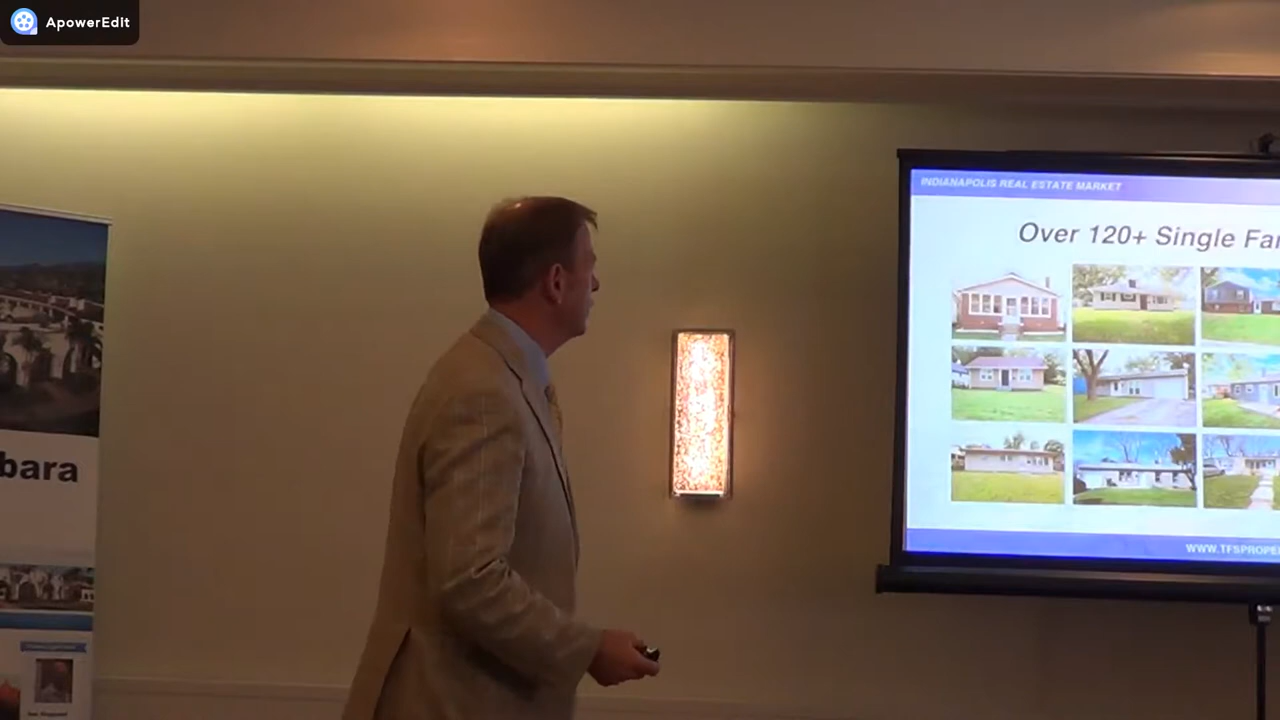 ApowerEdit
INDIANAPOLIS REAL ESTATE MARKET
Over 120+ Single Fa
bara
WWW.TFSPROPE